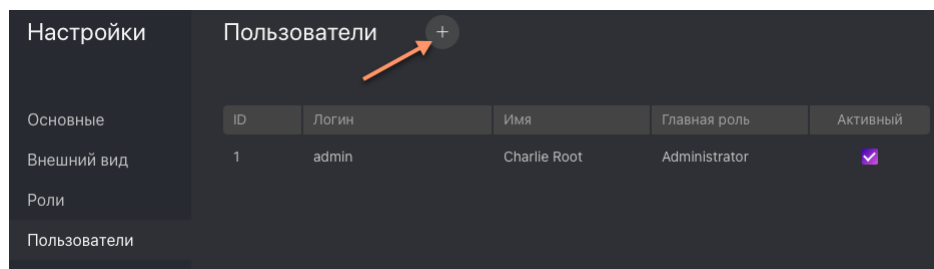 Настройки
Пользователи +
Основные
Внешний вид
Роли
Пользователи
ID Логин Имя Главная роль Активный
1 admin Charlie Root Administrator